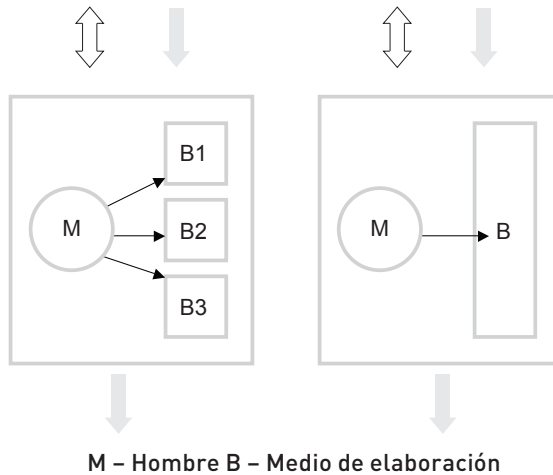 B1
M
B2
B3
M
B
M – Hombre B – Medio de elaboración